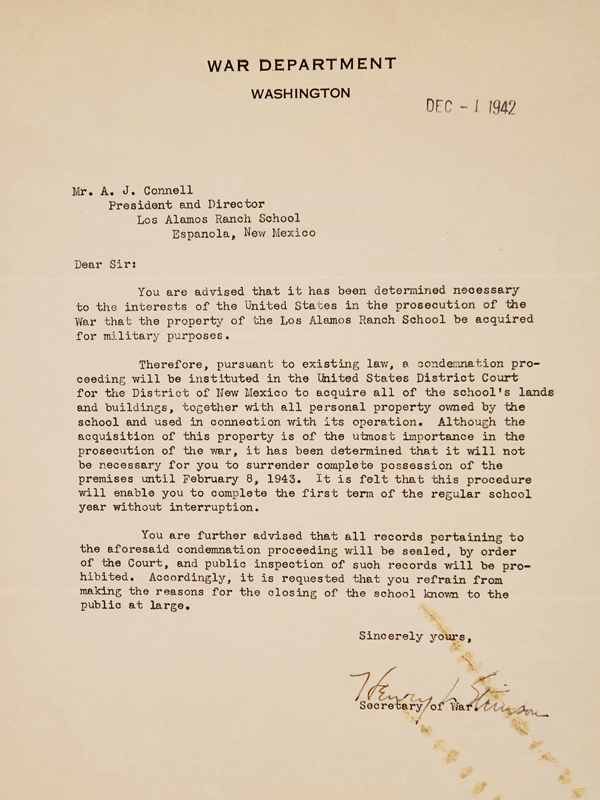 WAR DEPARTMENT
WASHINGTON
DEC - 1 1942
Mr. A. J. Connell
President and Director
Los Alamos Ranch School
Espanola, New Mexico
Dear Sir:
You are advised that it has been determined necessary
to the interests of the United States in the prosecution of the
War that the property of the Los Alamos Ranch School be acquired
for military purposes.
Therefore, pursuant to existing law, a condemnation pro-
ceeding will be instituted in the United States District Court
for the District of New Mexico to acquire all of the school's lands
and buildings, together with all personal property owned by the
school and used in connection with its operation. Although the
acquisition of this property is of the utmost importance in the
prosecution of the war, it has been determined that it will not
be necessary for you to surrender complete possession of the
premises until February 8, 1943. It is felt that this procedure
will enable you to complete the first term of the regular school
year without interruption.
You are further advised that all records pertaining to
the aforesaid condemnation proceeding will be sealed, by order
of the Court, and public inspection of such records will be pro-
hibited. Accordingly, it is requested that you refrain from
making the reasons for the closing of the school known to the
public at large.
Sincerely yours,
Henry L Stimson
Secretary of War.